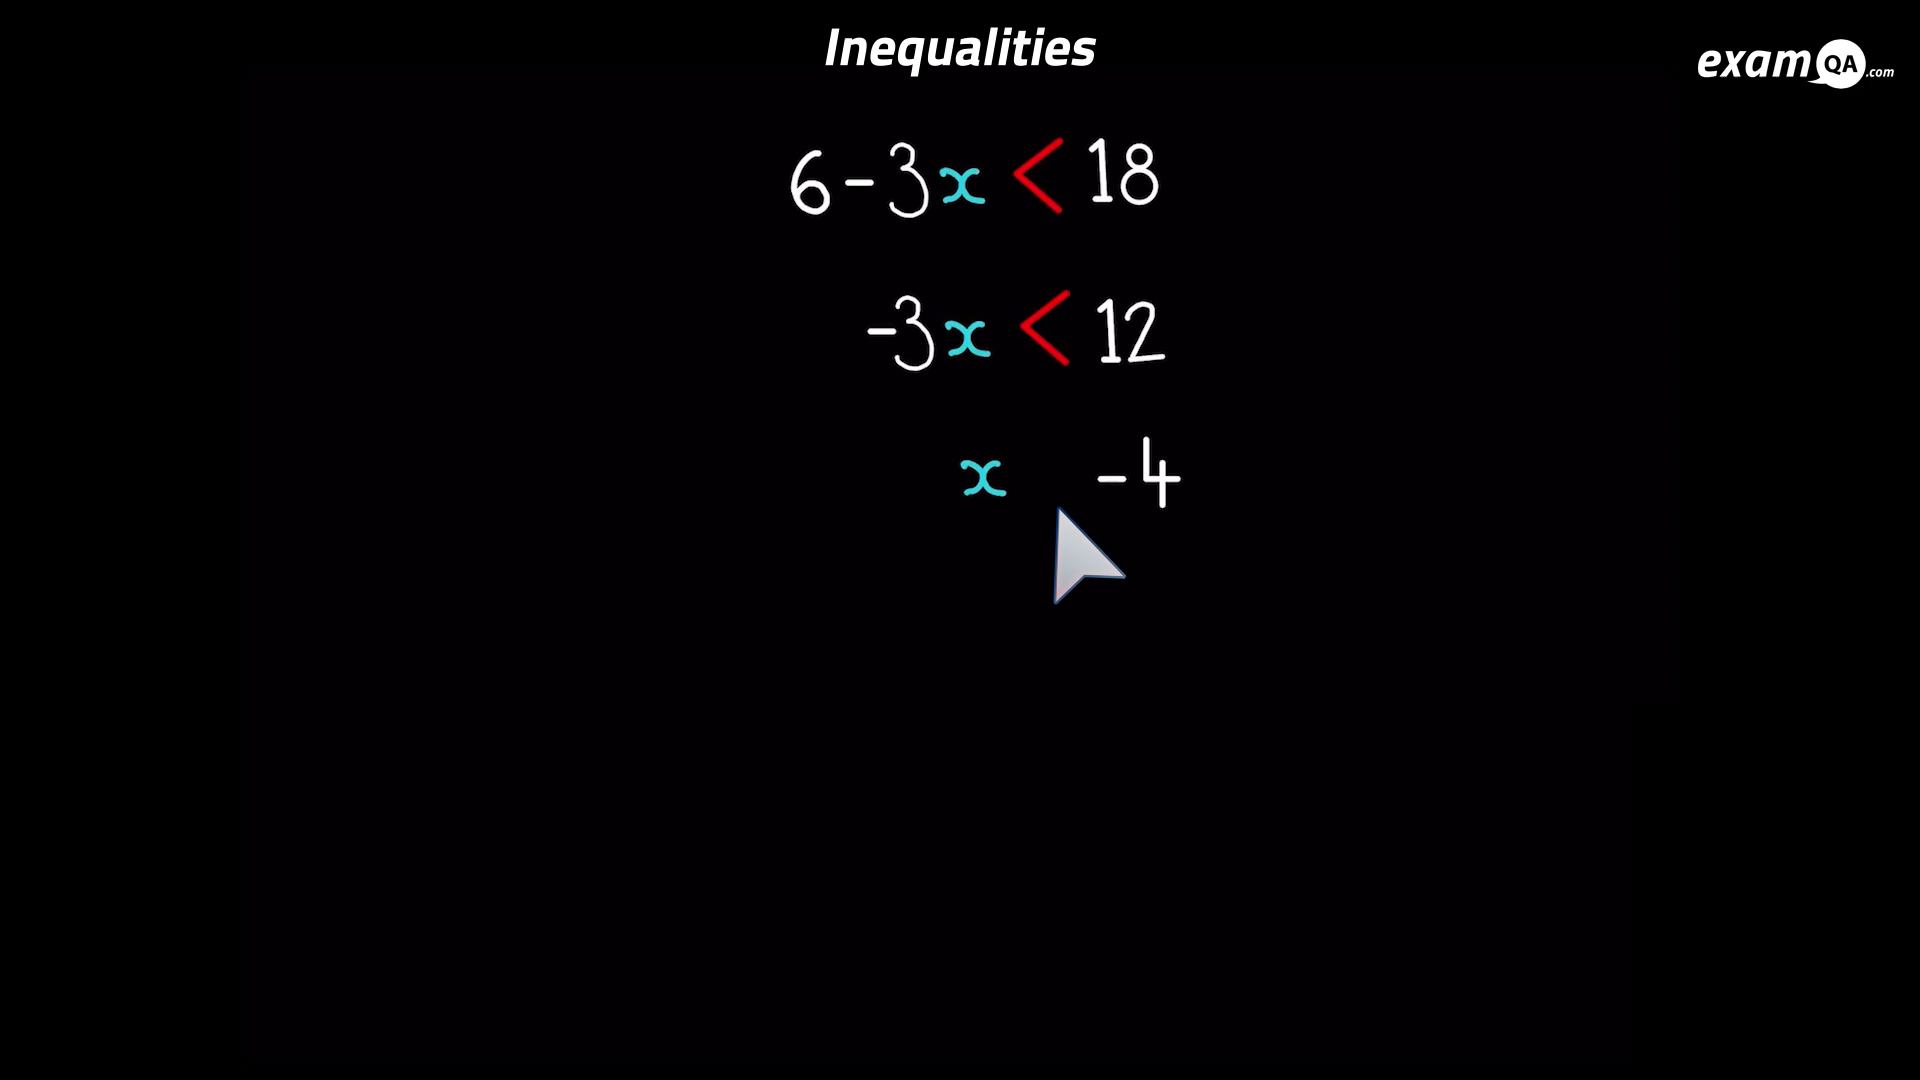 Inequalities
examQA.com
6 - 3x < 18
-3x < 12
x -4